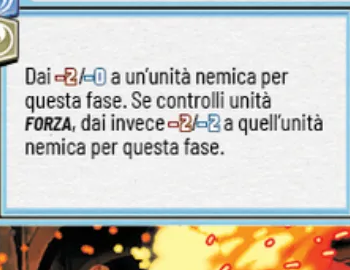 Dai -2/-0 a un'unità nemica per
questa fase. Se controlli unità
FORZA, dai invece -2/-2 a quell'unità
nemica per questa fase.